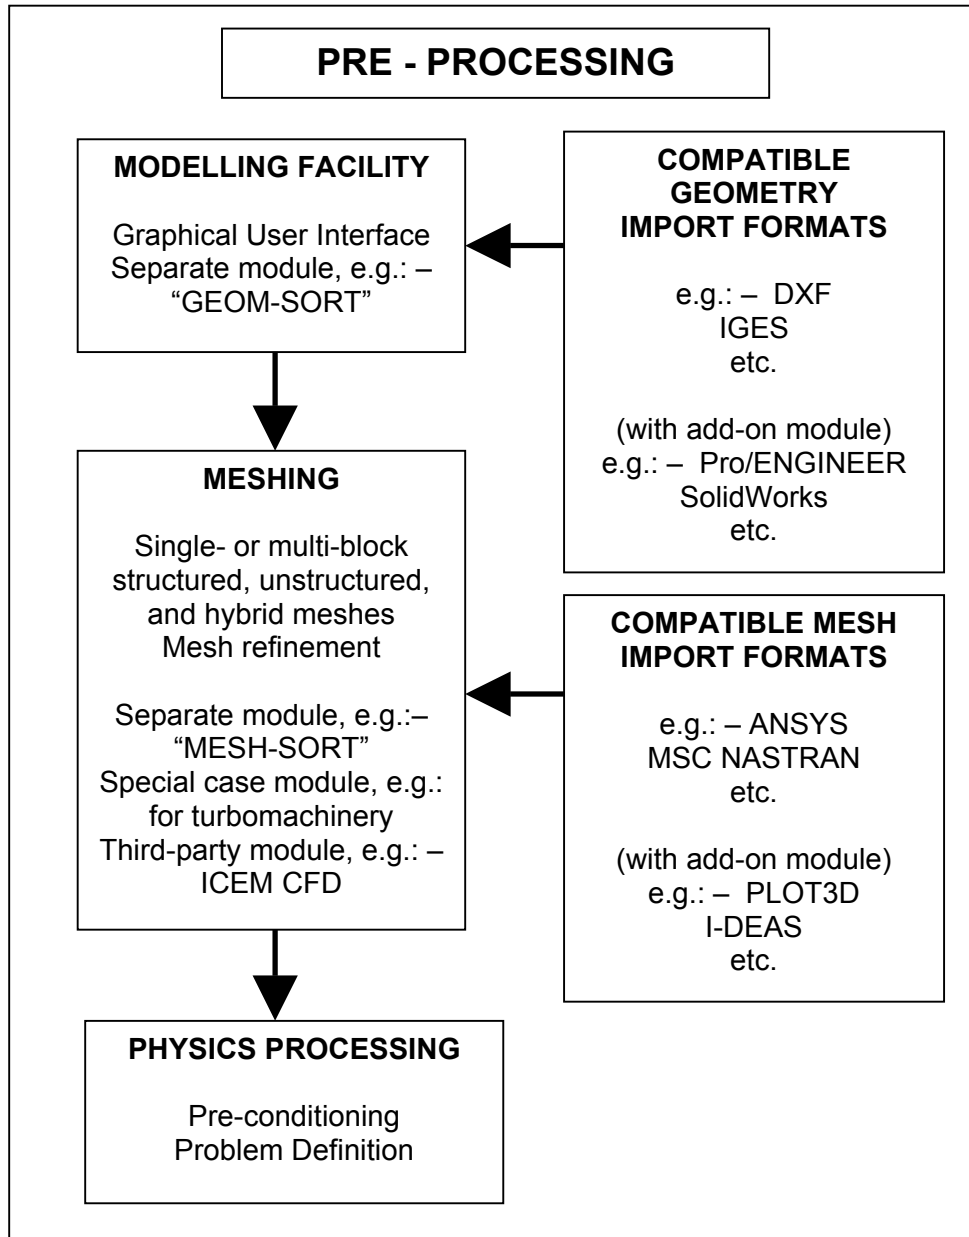 PRE - PROCESSING
MODELLING FACILITY
Graphical User Interface
Separate module, e.g.: –
“GEOM-SORT”
COMPATIBLE
GEOMETRY
IMPORT FORMATS
e.g.: – DXF
IGES
etc.
(with add-on module)
e.g.: – Pro/ENGINEER
SolidWorks
etc.
MESHING
Single- or multi-block
structured, unstructured,
and hybrid meshes
Mesh refinement
Separate module, e.g.:–
“MESH-SORT”
Special case module, e.g.:
for turbomachinery
Third-party module, e.g.: –
ICEM CFD
COMPATIBLE MESH
IMPORT FORMATS
e.g.: – ANSYS
MSC NASTRAN
etc.
(with add-on module)
e.g.: – PLOT3D
I-DEAS
etc.
PHYSICS PROCESSING
Pre-conditioning
Problem Definition